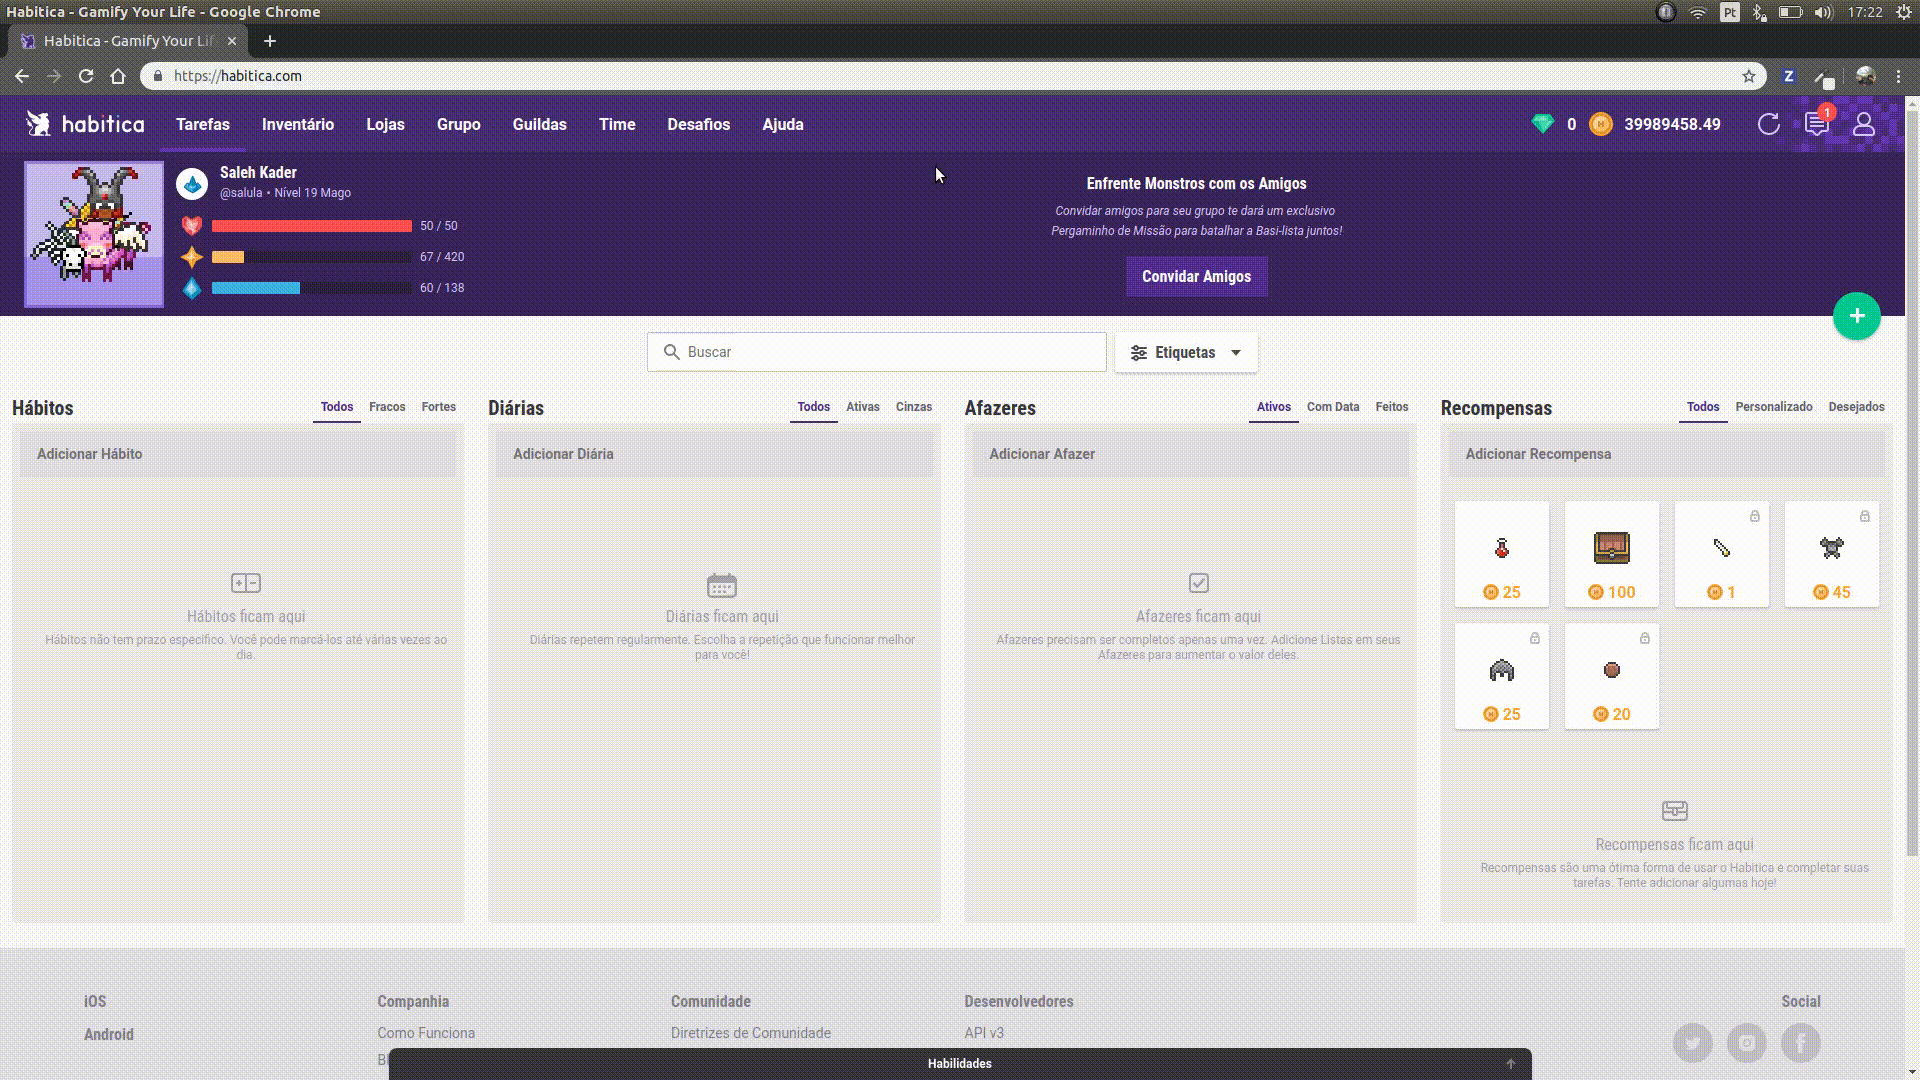 Habitica - Gamify Your Life - Google Chrome
Pt
17:22
Habitica - Gamify Your Lif
https://habitica.com
Z
habitica
Tarefas
Inventário
Lojas
Grupo
Guildas
Time
Desafios
Ajuda
0
39989458.49
1
Saleh Kader
@salula • Nível 19 Mago
50 / 50
67 / 420
60 / 138
Enfrente Monstros com os Amigos
Convidar amigos para seu grupo te dará um exclusivo
Pergaminho de Missão para batalhar a Basi-lista juntos!
Convidar Amigos
Buscar
Etiquetas
Hábitos
Todos
Fracos
Fortes
Adicionar Hábito
Hábitos ficam aqui
Hábitos não tem prazo específico. Você pode marcá-los até várias vezes ao
dia.
Diárias
Todos
Ativas
Cinzas
Adicionar Diária
Diárias ficam aqui
Diárias repetem regularmente. Escolha a repetição que funcionar melhor
para você!
Afazeres
Ativos
Com Data
Feitos
Adicionar Afazer
Afazeres ficam aqui
Afazeres precisam ser completos apenas uma vez. Adicione Listas em seus
Afazeres para aumentar o valor deles.
Recompensas
Todos
Personalizado
Desejados
Adicionar Recompensa
25
100
1
45
25
20
Recompensas ficam aqui
Recompensas são uma ótima forma de usar o Habitica e completar suas
tarefas. Tente adicionar algumas hoje!
iOS
Android
Companhia
Como Funciona
Comunidade
Diretrizes de Comunidade
Desenvolvedores
API v3
Social
Habilidades